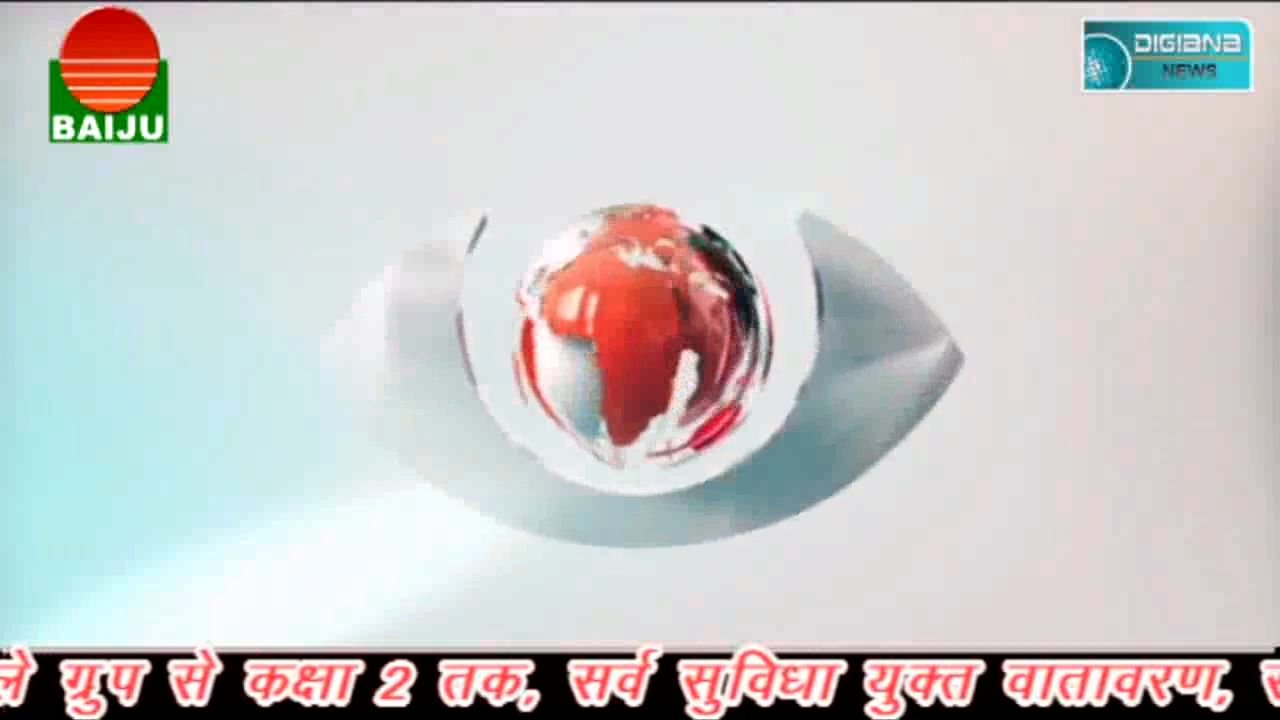 BAIJU
DIGIANA
NEWS
ले ग्रुप से कक्षा 2 तक, सर्व सुविधा युक्त वातावरण,